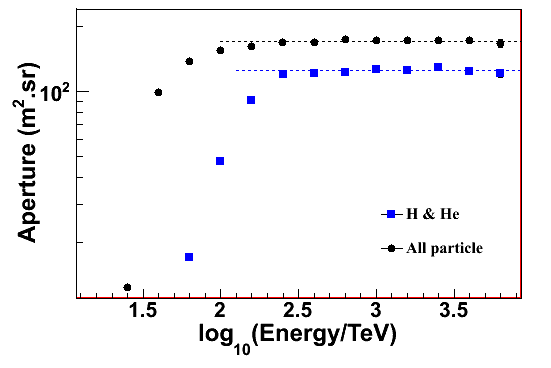 Aperture (m².sr)
10²
H & He
All particle
1.5 2 2.5 3 3.5
log₁₀(Energy/TeV)